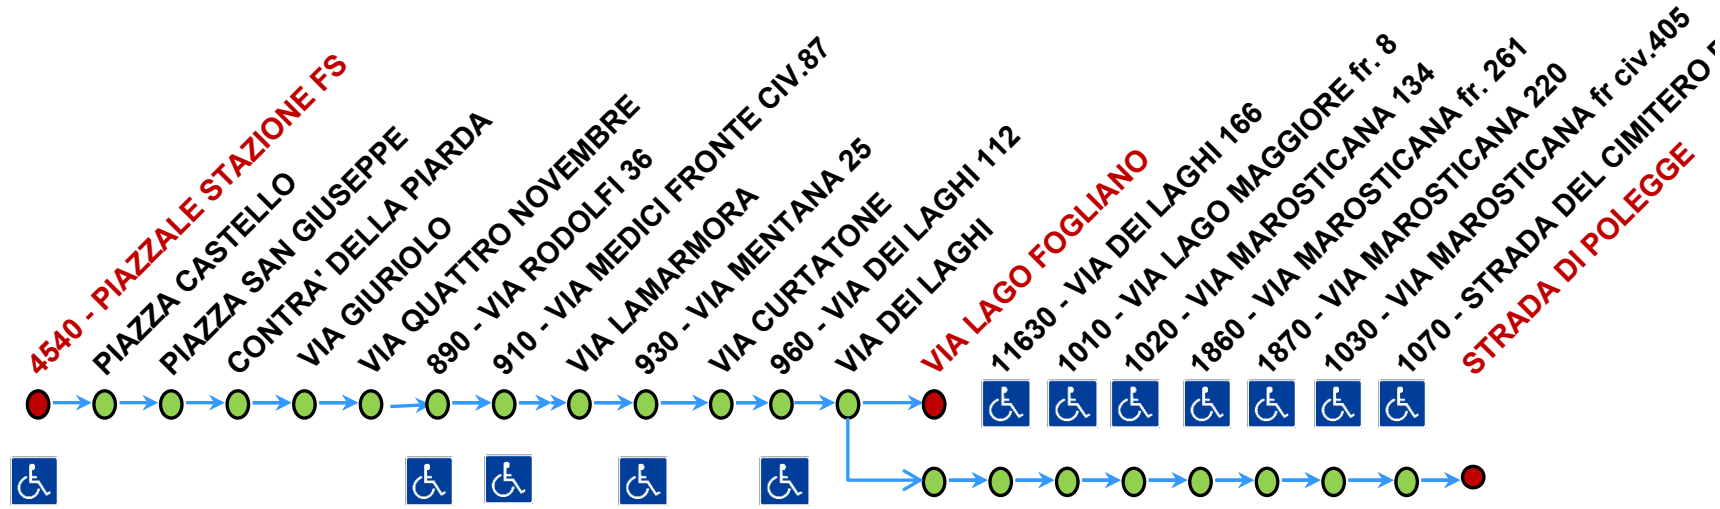 4540 - PIAZZALE STAZIONE FS
PIAZZA CASTELLO
PIAZZA SAN GIUSEPPE
CONTRA' DELLA PIARDA
VIA GIURIOLO
VIA QUATTRO NOVEMBRE
890 - VIA RODOLFI 36
910 - VIA MEDICI FRONTE CIV.87
VIA LAMARMORA
930 - VIA MENTANA 25
VIA CURTATONE
960 - VIA DEI LAGHI 112
VIA DEI LAGHI
VIA LAGO FOGLIANO
11630 - VIA DEI LAGHI 166
1010 - VIA LAGO MAGGIORE fr. 8
1020 - VIA MAROSTICANA 134
1860 - VIA MAROSTICANA fr. 261
1870 - VIA MAROSTICANA 220
1030 - VIA MAROSTICANA fr civ.405
1070 - STRADA DEL CIMITERO
STRADA DI POLEGGE